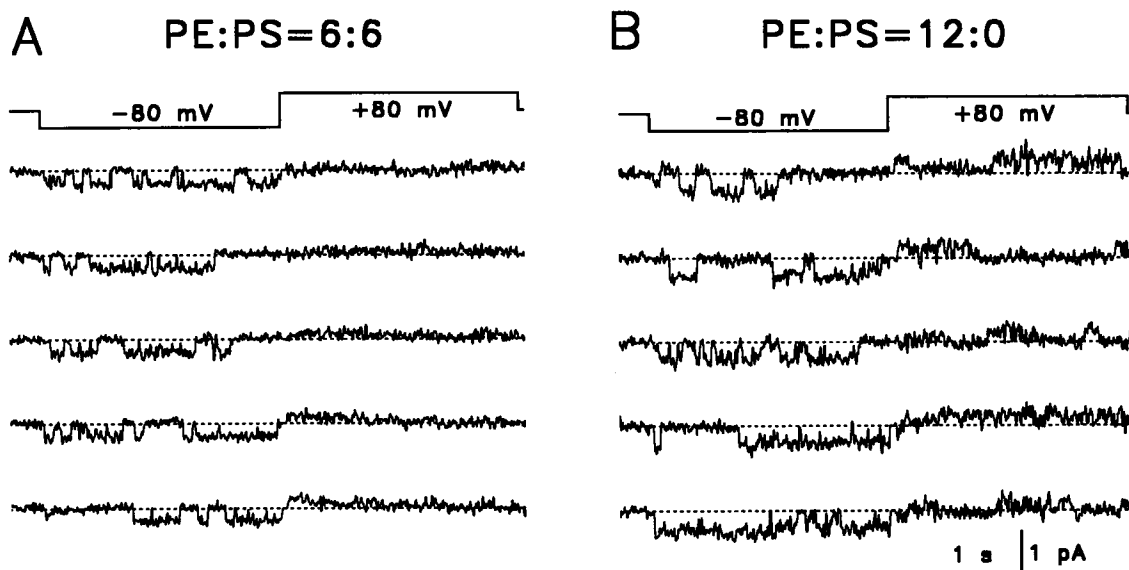 A PE:PS=6:6
-80 mV +80 mV
B PE:PS=12:0
-80 mV +80 mV
1 s 1 pA